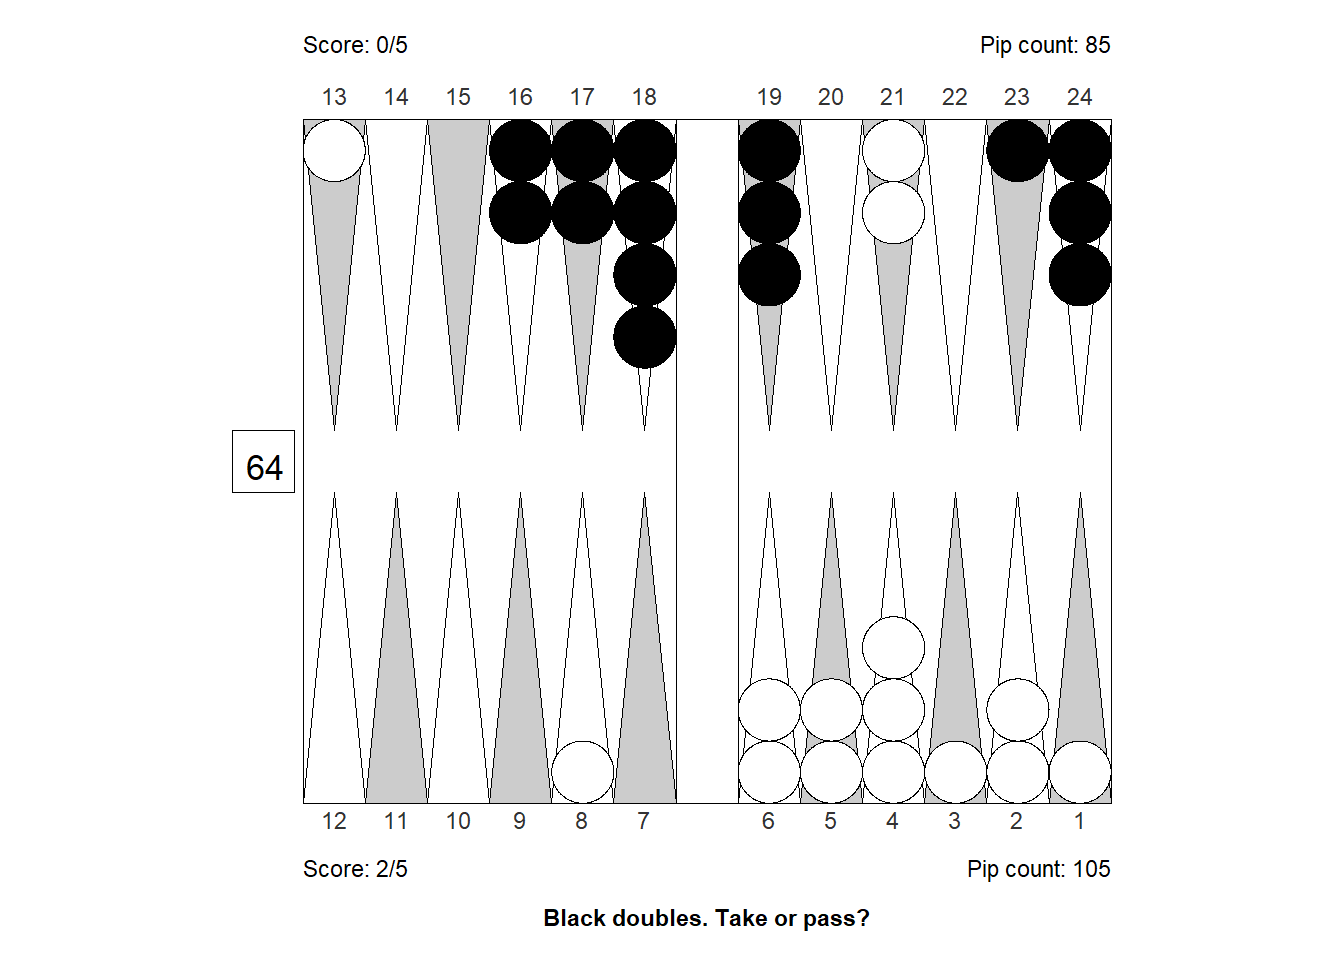 Score: 0/5 Pip count: 85
13 14 15 16 17 18 19 20 21 22 23 24
64
12 11 10 9 8 7 6 5 4 3 2 1
Score: 2/5 Pip count: 105
Black doubles. Take or pass?